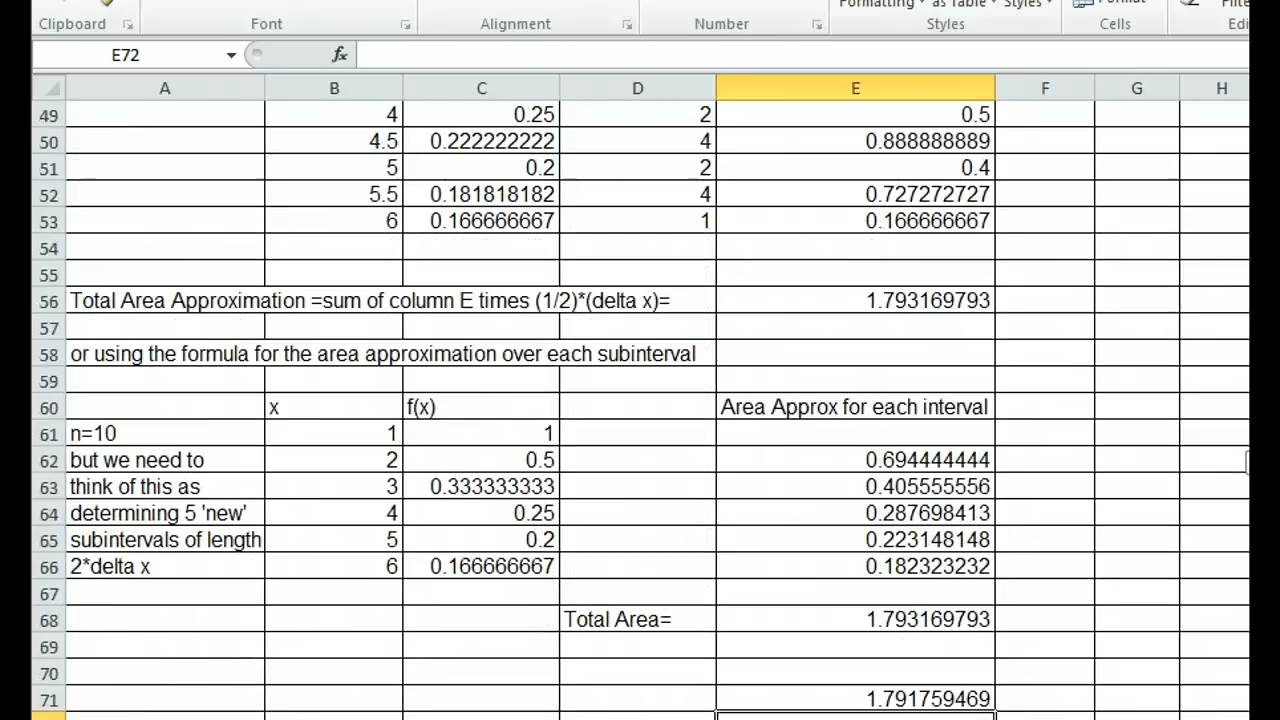 Formatting as Table Styles Format Filte
Clipboard Font Alignment Number Styles Cells Edi
E72 fx
A B C D E F G H
49 4 0.25 2 0.5
50 4.5 0.222222222 4 0.888888889
51 5 0.2 2 0.4
52 5.5 0.181818182 4 0.727272727
53 6 0.166666667 1 0.166666667
54
55
56 Total Area Approximation =sum of column E times (1/2)*(delta x)= 1.793169793
57
58 or using the formula for the area approximation over each subinterval
59
60 x f(x) Area Approx for each interval
61 n=10 1 1
62 but we need to 2 0.5 0.694444444
63 think of this as 3 0.333333333 0.405555556
64 determining 5 'new' 4 0.25 0.287698413
65 subintervals of length 5 0.2 0.223148148
66 2*delta x 6 0.166666667 0.182323232
67
68 Total Area= 1.793169793
69
70
71 1.791759469